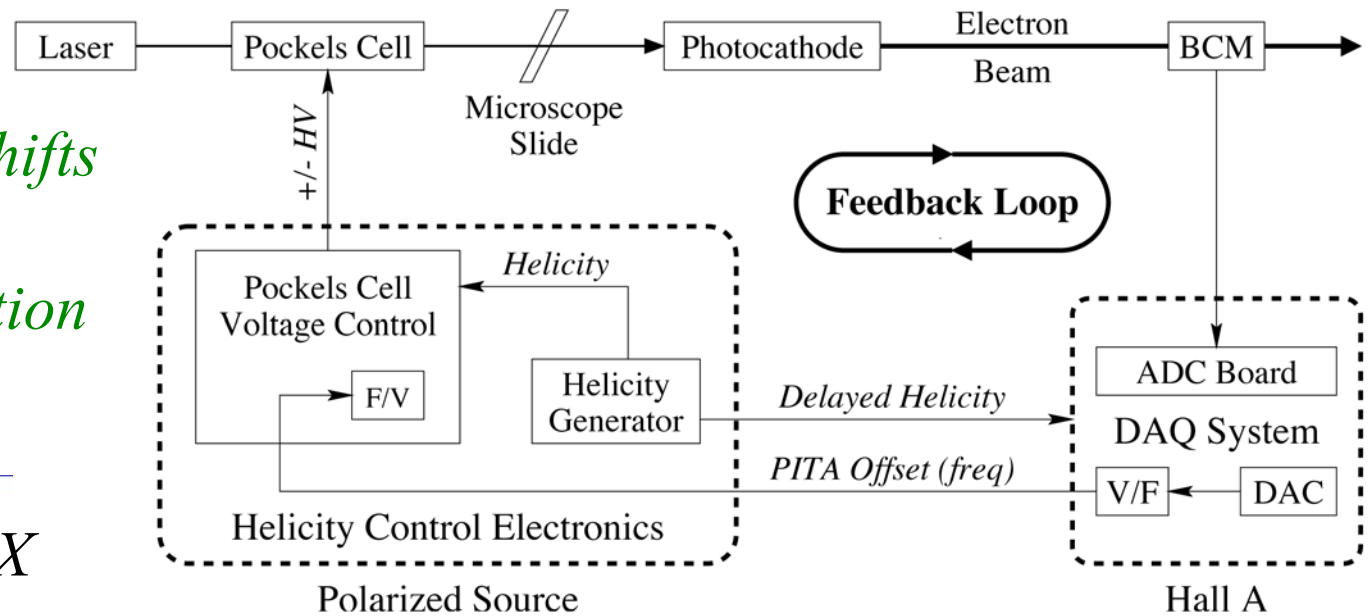 Laser
Pockels Cell
Photocathode
Electron
Beam
BCM
Microscope
Slide
+/- HV
hifts
tion
X
Feedback Loop
Pockels Cell
Voltage Control
F/V
Helicity
Helicity
Generator
Helicity Control Electronics
Polarized Source
Delayed Helicity
PITA Offset (freq)
ADC Board
DAQ System
V/F
DAC
Hall A